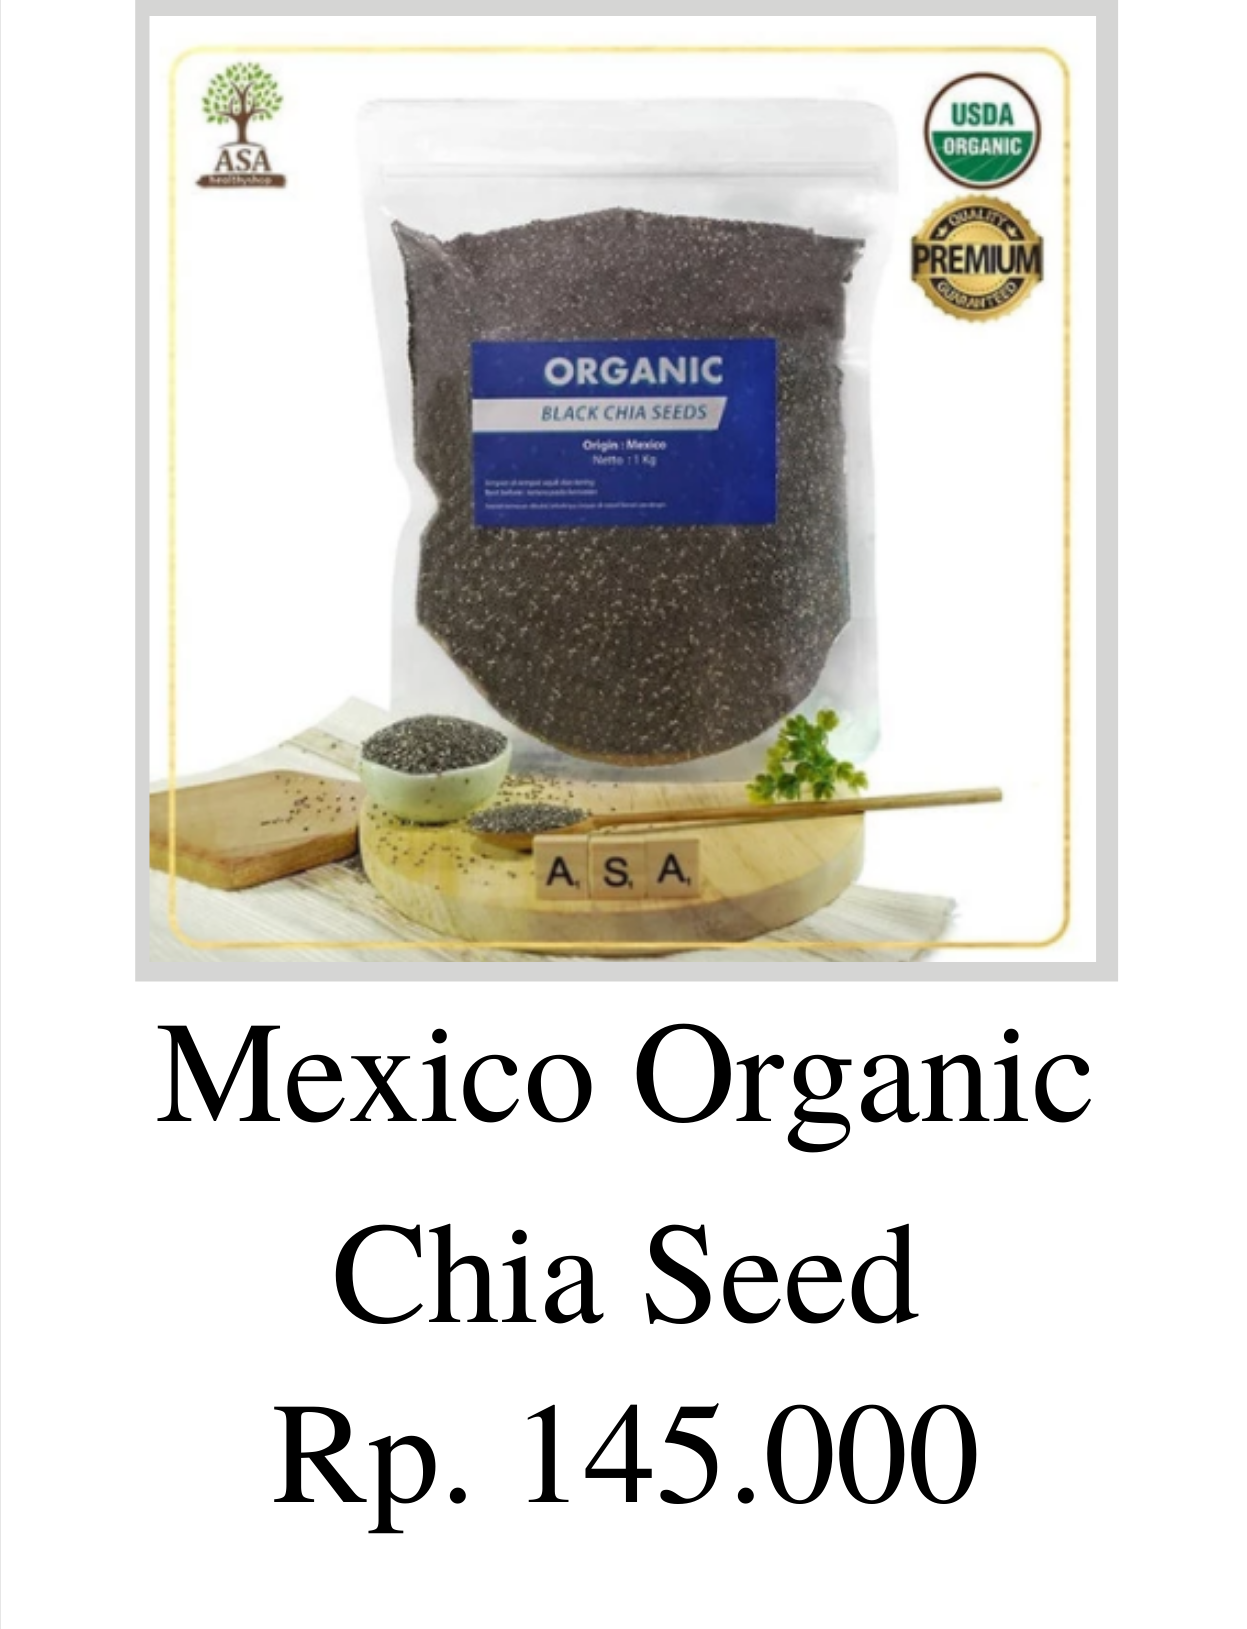 ASA
healthyshop
USDA
ORGANIC
QUALITY
PREMIUM
GUARANTEED
ORGANIC
BLACK CHIA SEEDS
Origin : Mexico
Netto : 1 Kg
A S A
Mexico Organic
Chia Seed
Rp. 145.000